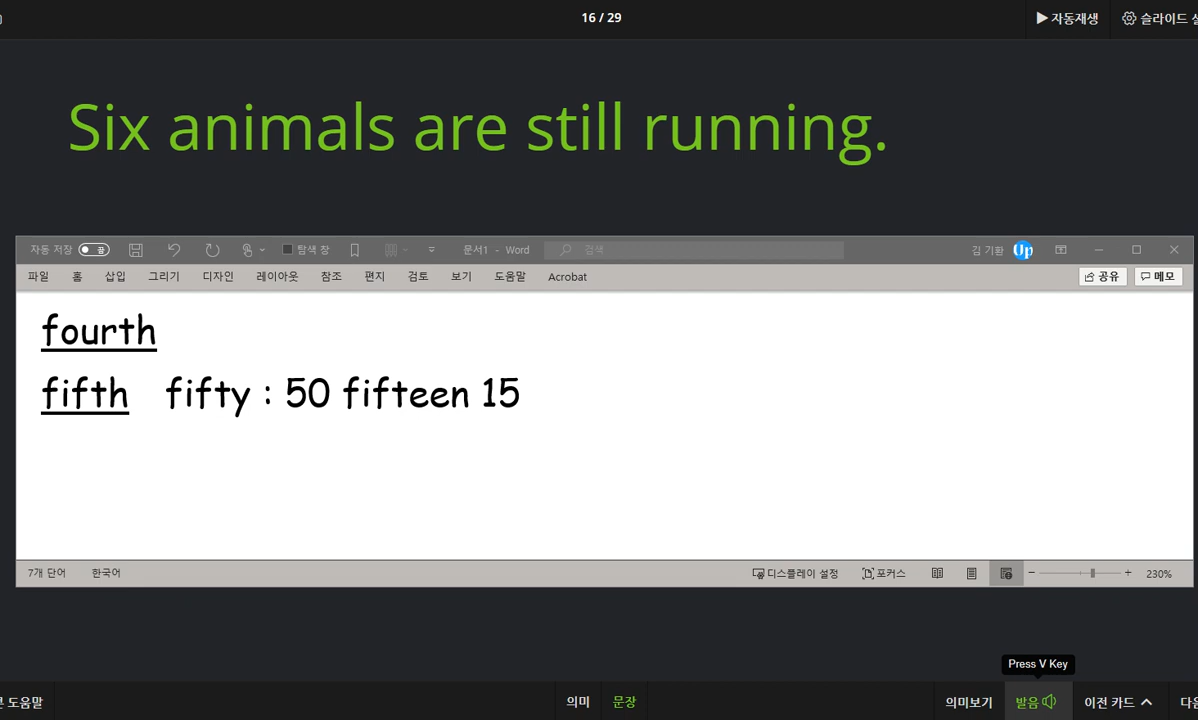 16 / 29
자동재생
슬라이드
Six animals are still running.
자동 저장 끔 탐색 창 문서1 - Word 검색 김 기환 Up
파일 홈 삽입 그리기 디자인 레이아웃 참조 편지 검토 보기 도움말 Acrobat 공유 메모
fourth
fifth fifty : 50 fifteen 15
7개 단어 한국어 디스플레이 설정 포커스 - + 230%
Press V Key
도움말 의미 문장 의미보기 발음 이전 카드